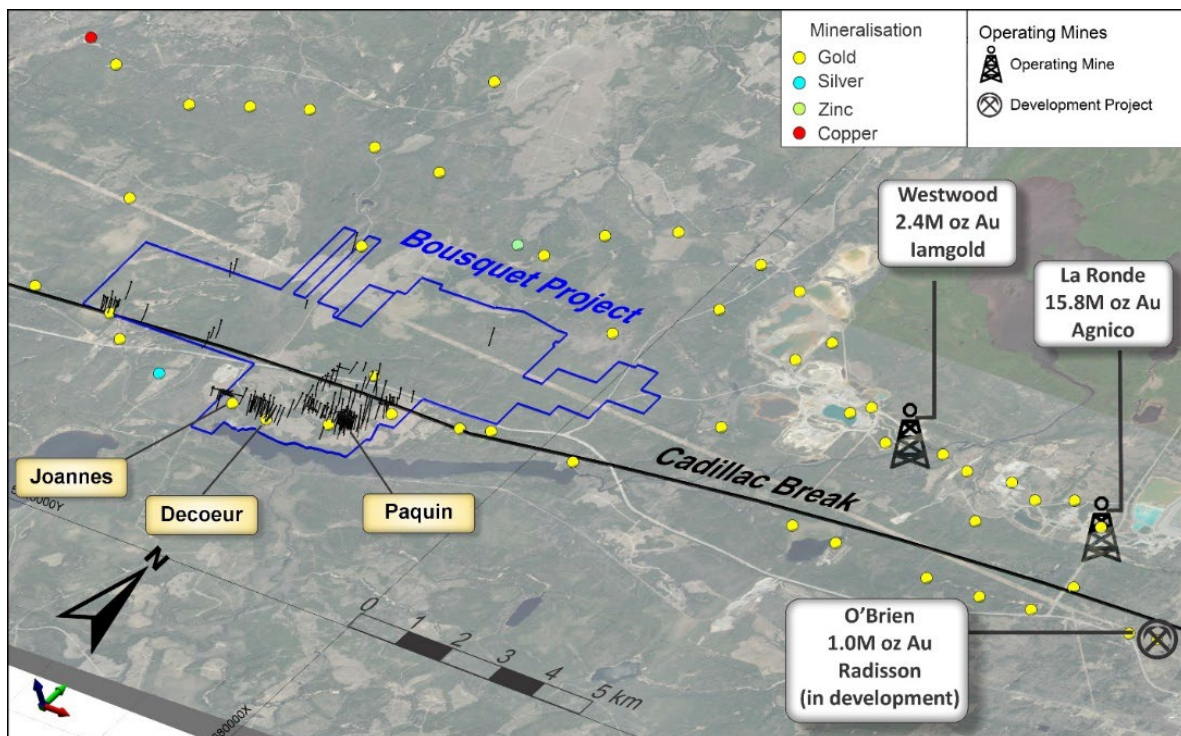 Mineralisation
Gold
Silver
Zinc
Copper
Operating Mines
Operating Mine
Development Project
Westwood
2.4M oz Au
Iamgold
La Ronde
15.8M oz Au
Agnico
Bousquet Project
Cadillac Break
Joannes
Decoeur
Paquin
N
0
1
2
3
4
5 km
O'Brien
1.0M oz Au
Radisson
(in development)